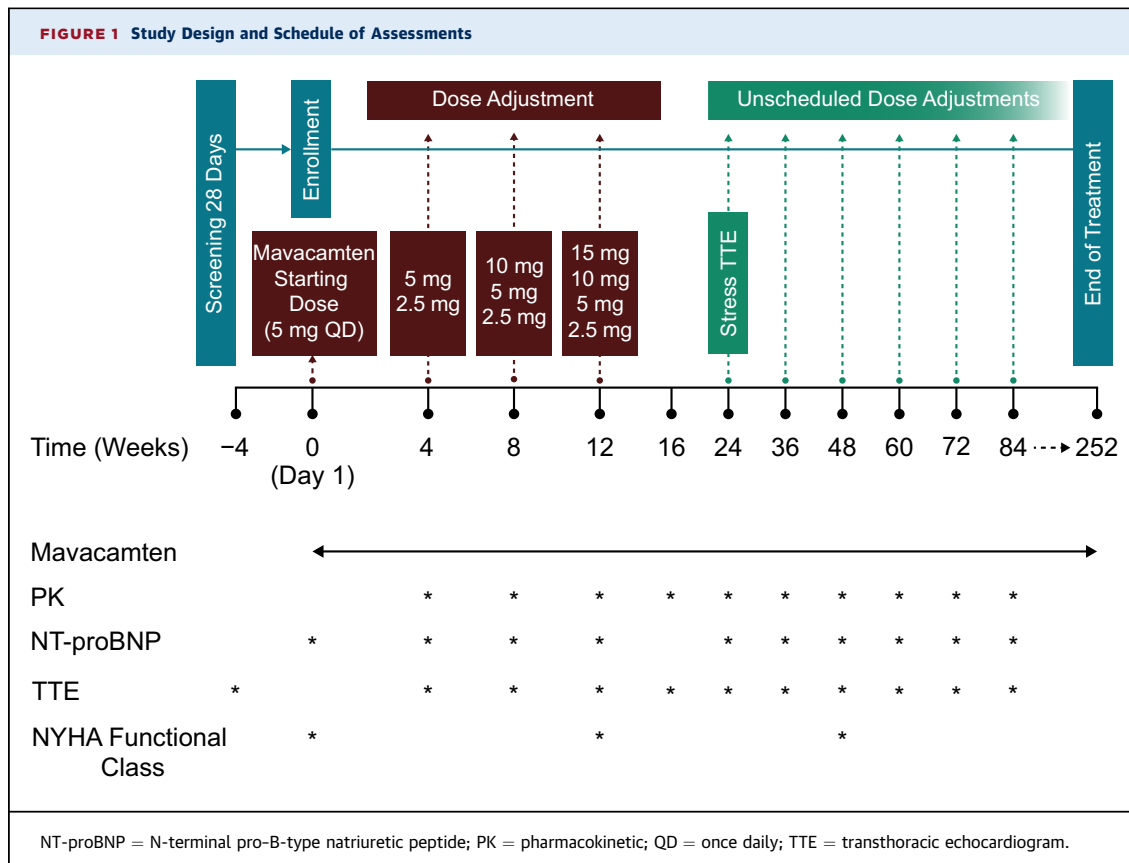 FIGURE 1 Study Design and Schedule of Assessments
Screening 28 Days
Enrollment
Dose Adjustment
Unscheduled Dose Adjustments
End of Treatment
Mavacamten
Starting
Dose
(5 mg QD)
5 mg
2.5 mg
10 mg
5 mg
2.5 mg
15 mg
10 mg
5 mg
2.5 mg
Stress TTE
Time (Weeks) −4 0 4 8 12 16 24 36 48 60 72 84 252
(Day 1)
Mavacamten
PK * * * * * * * * * *
NT-proBNP * * * * * * * * * *
TTE * * * * * * * * * * *
NYHA Functional * * *
Class
NT-proBNP = N-terminal pro–B-type natriuretic peptide; PK = pharmacokinetic; QD = once daily; TTE = transthoracic echocardiogram.